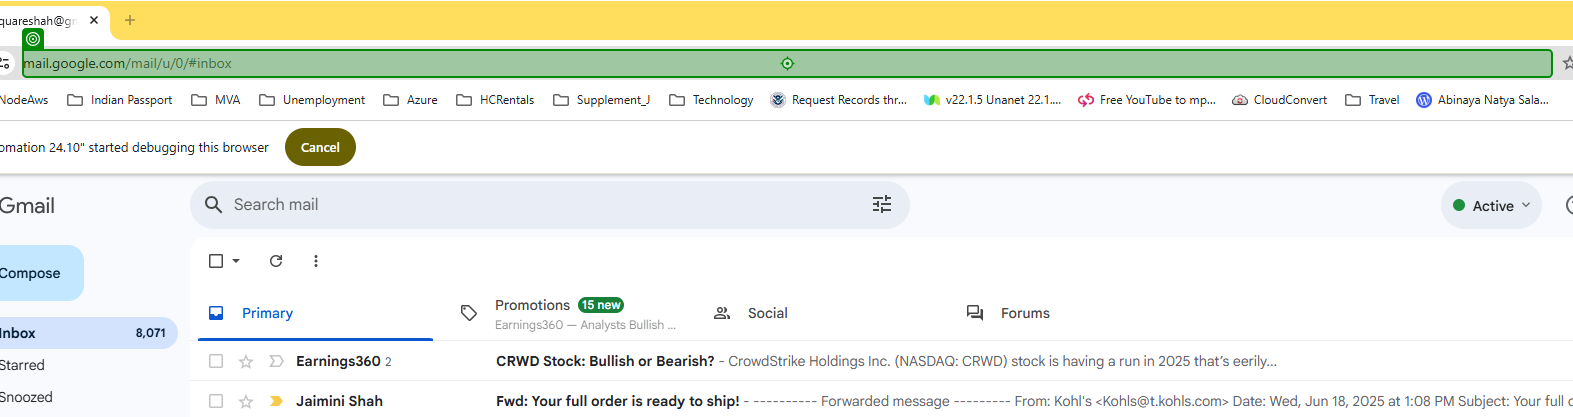 quareshah@gr
mail.google.com/mail/u/0/#inbox
NodeAws Indian Passport MVA Unemployment Azure HCRentals Supplement_J Technology Request Records thr... v22.1.5 Unanet 22.1.... Free YouTube to mp... CloudConvert Travel Abinaya Natya Sala...
omation 24.10" started debugging this browser Cancel
Gmail Search mail Active
Compose
Primary Promotions 15 new Social Forums
Earnings360 — Analysts Bullish ...
Inbox 8,071
Earnings360 2 CRWD Stock: Bullish or Bearish? - CrowdStrike Holdings Inc. (NASDAQ: CRWD) stock is having a run in 2025 that's eerily...
Starred
Snoozed
Jaimini Shah Fwd: Your full order is ready to ship! - ---------- Forwarded message --------- From: Kohl's <Kohls@t.kohls.com> Date: Wed, Jun 18, 2025 at 1:08 PM Subject: Your full o